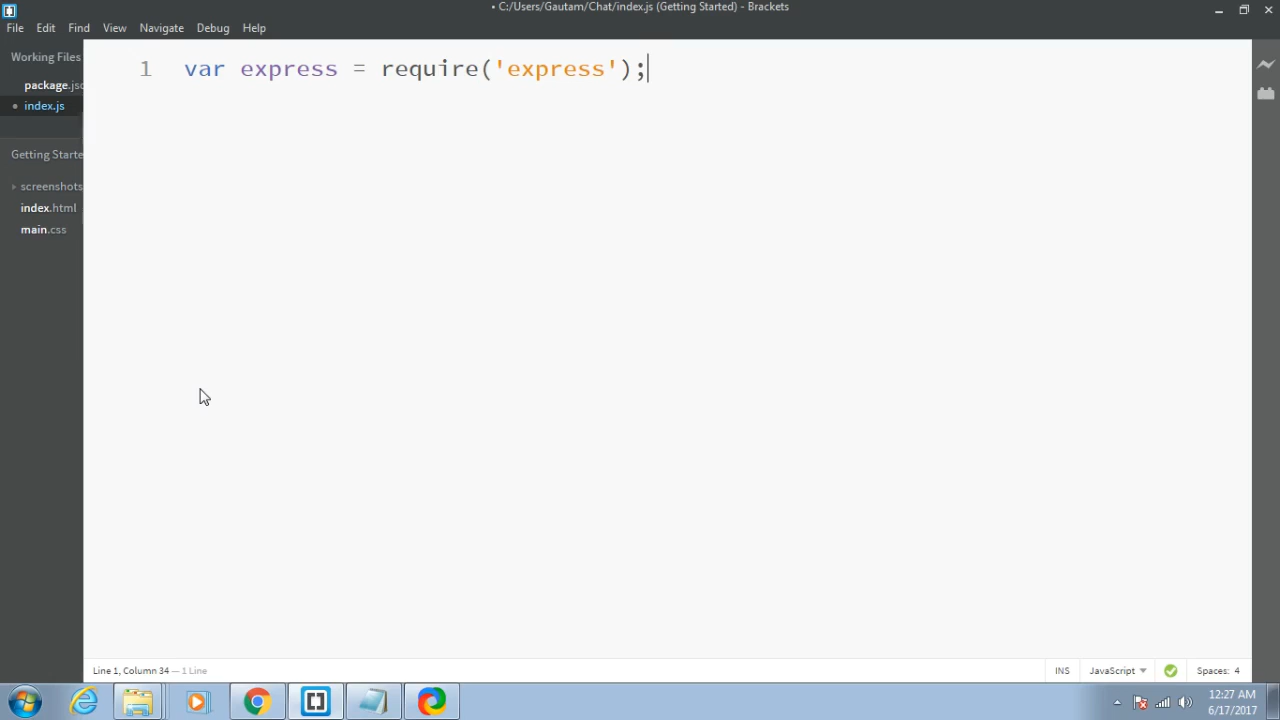 • C:/Users/Gautam/Chat/index.js (Getting Started) - Brackets
File Edit Find View Navigate Debug Help
Working Files
package.jsc
• index.js
Getting Starte
screenshots
index.html
main.css
1 var express = require('express');
Line 1, Column 34 — 1 Line
INS JavaScript Spaces: 4
12:27 AM
6/17/2017